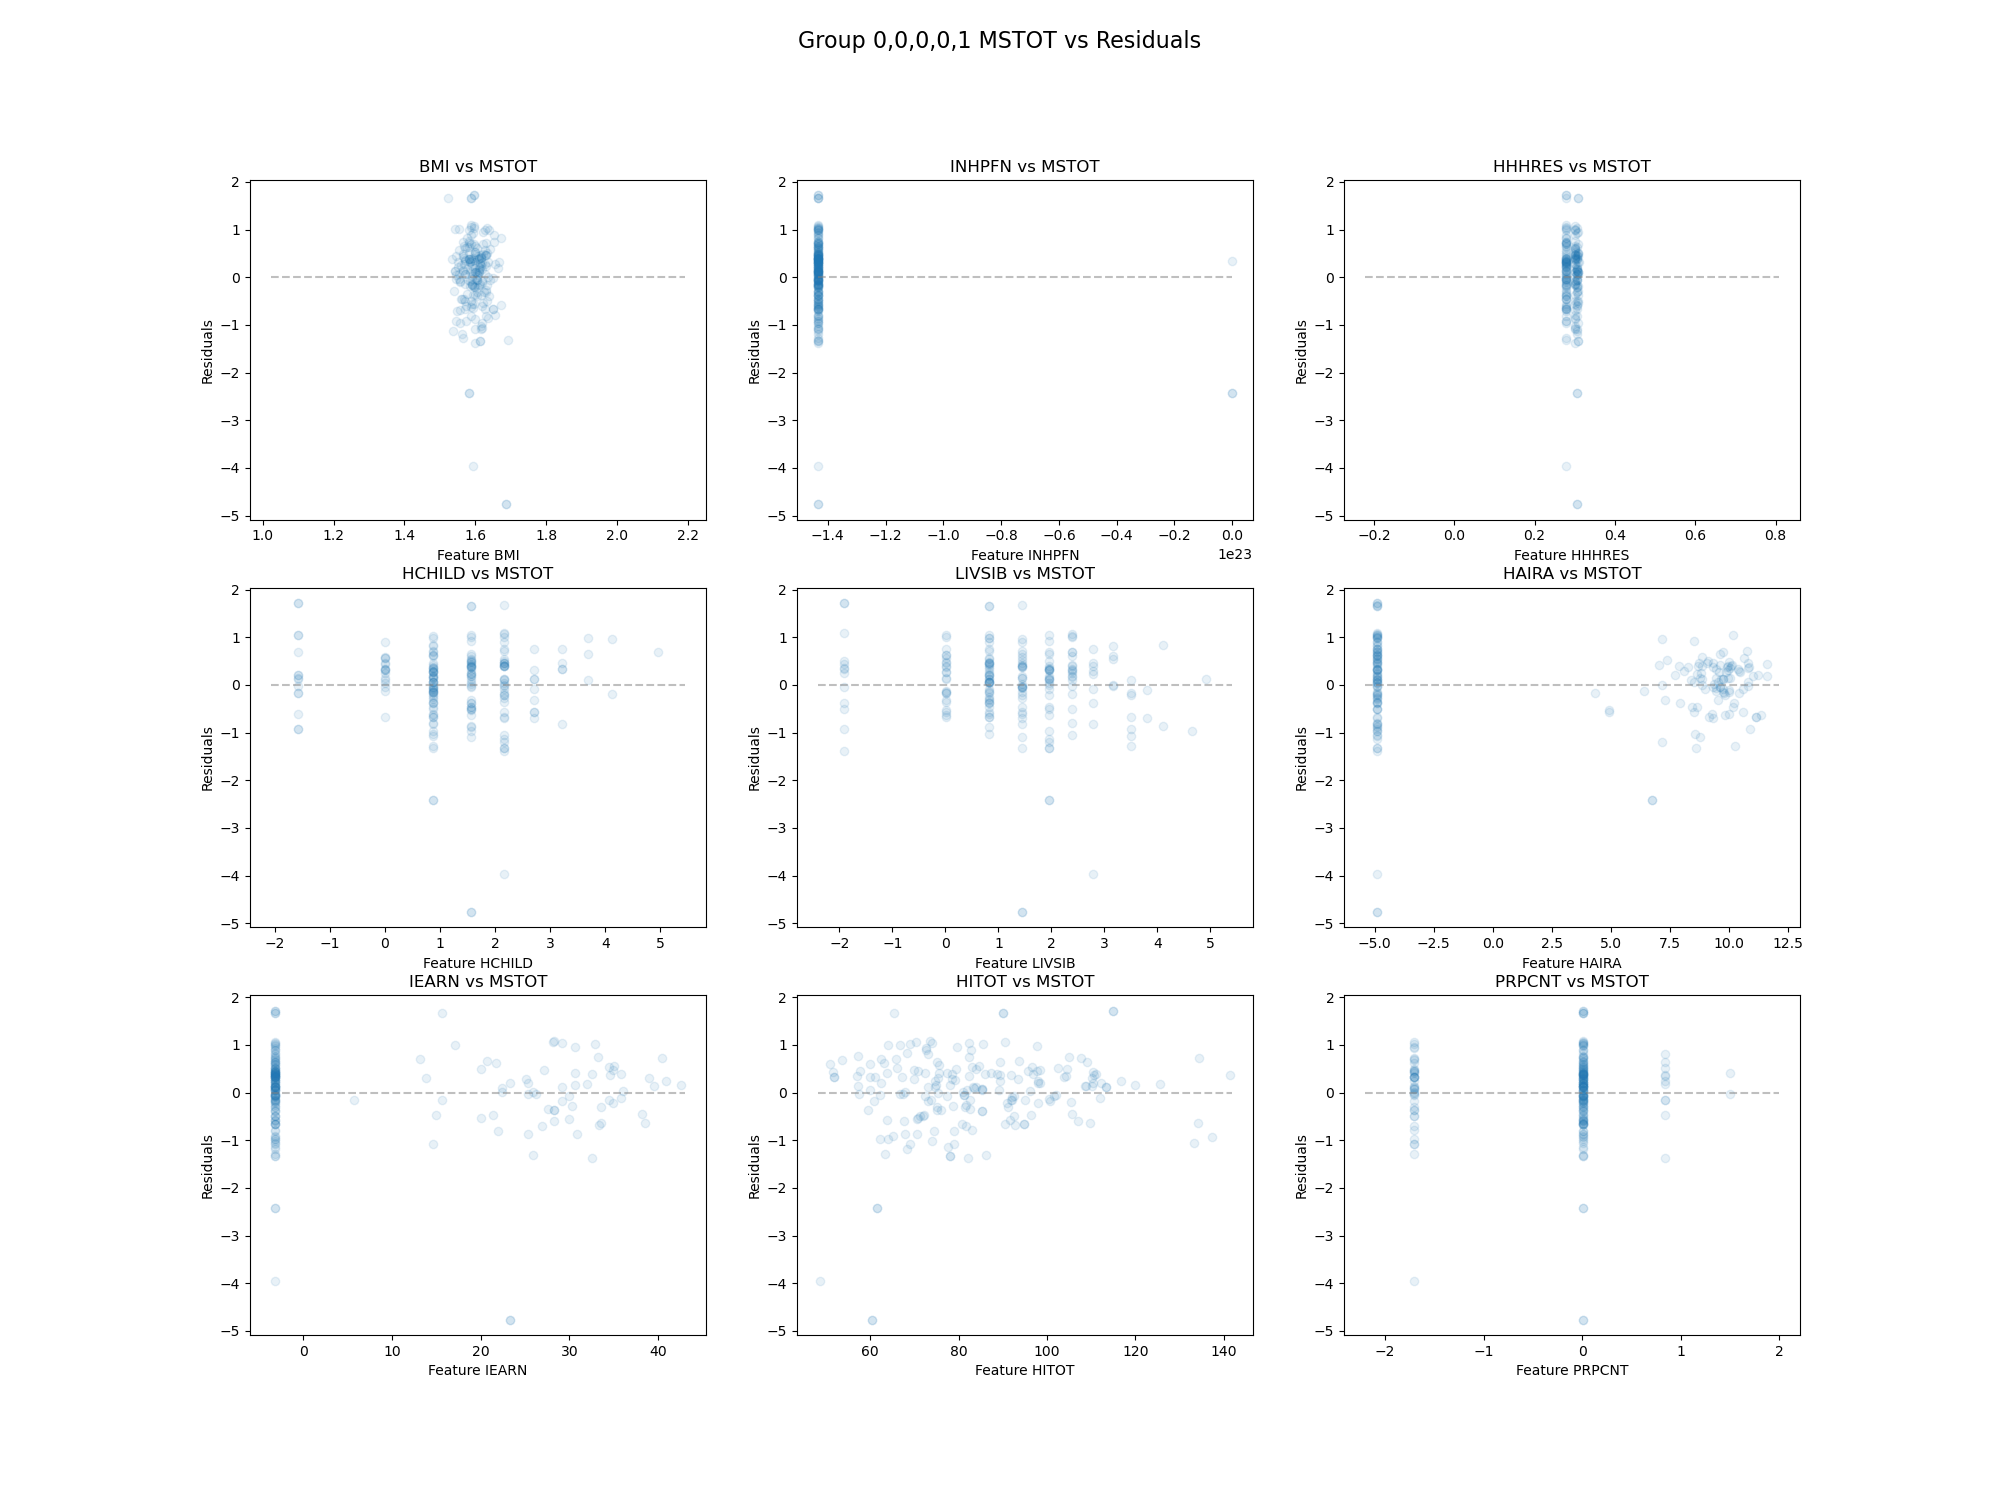 Group 0,0,0,0,1 MSTOT vs Residuals
BMI vs MSTOT
INHPFN vs MSTOT
HHHRES vs MSTOT
2
1
0
−1
−2
−3
−4
−5
Residuals
1.0 1.2 1.4 1.6 1.8 2.0 2.2
Feature BMI
2
1
0
−1
−2
−3
−4
−5
Residuals
−1.4 −1.2 −1.0 −0.8 −0.6 −0.4 −0.2 0.0
Feature INHPFN
1e23
2
1
0
−1
−2
−3
−4
−5
Residuals
−0.2 0.0 0.2 0.4 0.6 0.8
Feature HHHRES
HCHILD vs MSTOT
LIVSIB vs MSTOT
HAIRA vs MSTOT
2
1
0
−1
−2
−3
−4
−5
Residuals
−2 −1 0 1 2 3 4 5
Feature HCHILD
2
1
0
−1
−2
−3
−4
−5
Residuals
−2 −1 0 1 2 3 4 5
Feature LIVSIB
2
1
0
−1
−2
−3
−4
−5
Residuals
−5.0 −2.5 0.0 2.5 5.0 7.5 10.0 12.5
Feature HAIRA
IEARN vs MSTOT
HITOT vs MSTOT
PRPCNT vs MSTOT
2
1
0
−1
−2
−3
−4
−5
Residuals
0 10 20 30 40
Feature IEARN
2
1
0
−1
−2
−3
−4
−5
Residuals
60 80 100 120 140
Feature HITOT
2
1
0
−1
−2
−3
−4
−5
Residuals
−2 −1 0 1 2
Feature PRPCNT